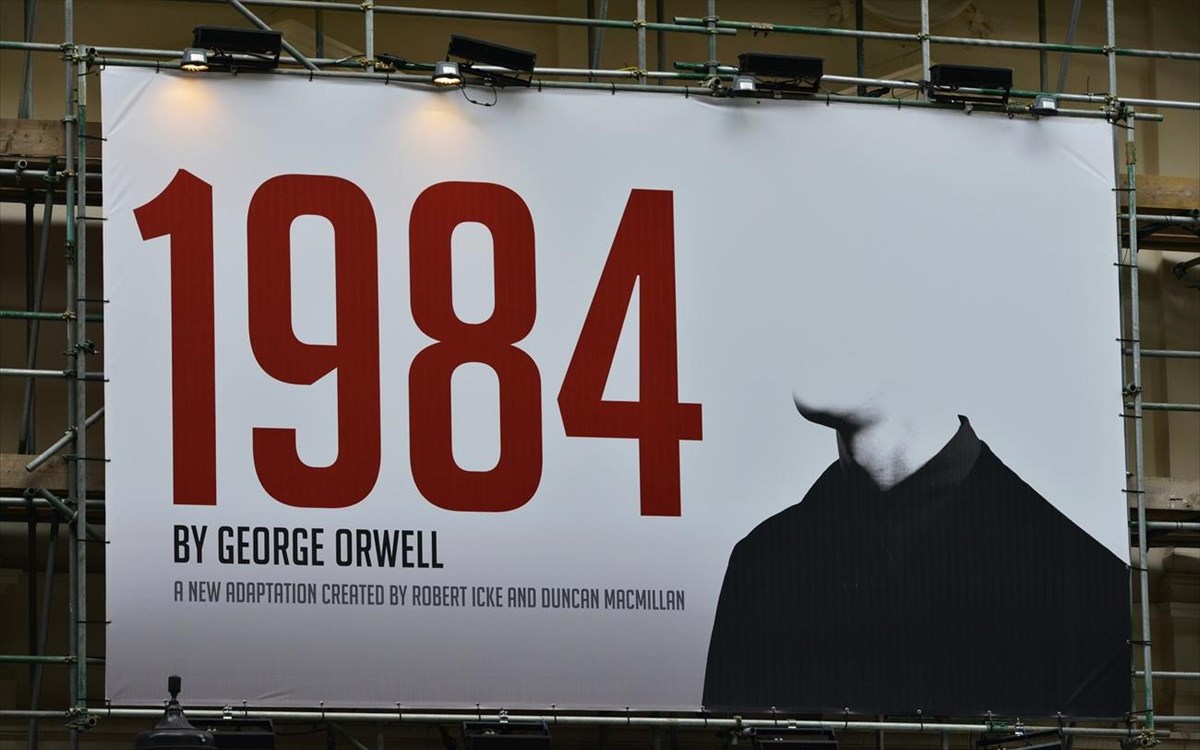 1984
BY GEORGE ORWELL
A NEW ADAPTATION CREATED BY ROBERT ICKE AND DUNCAN MACMILLAN